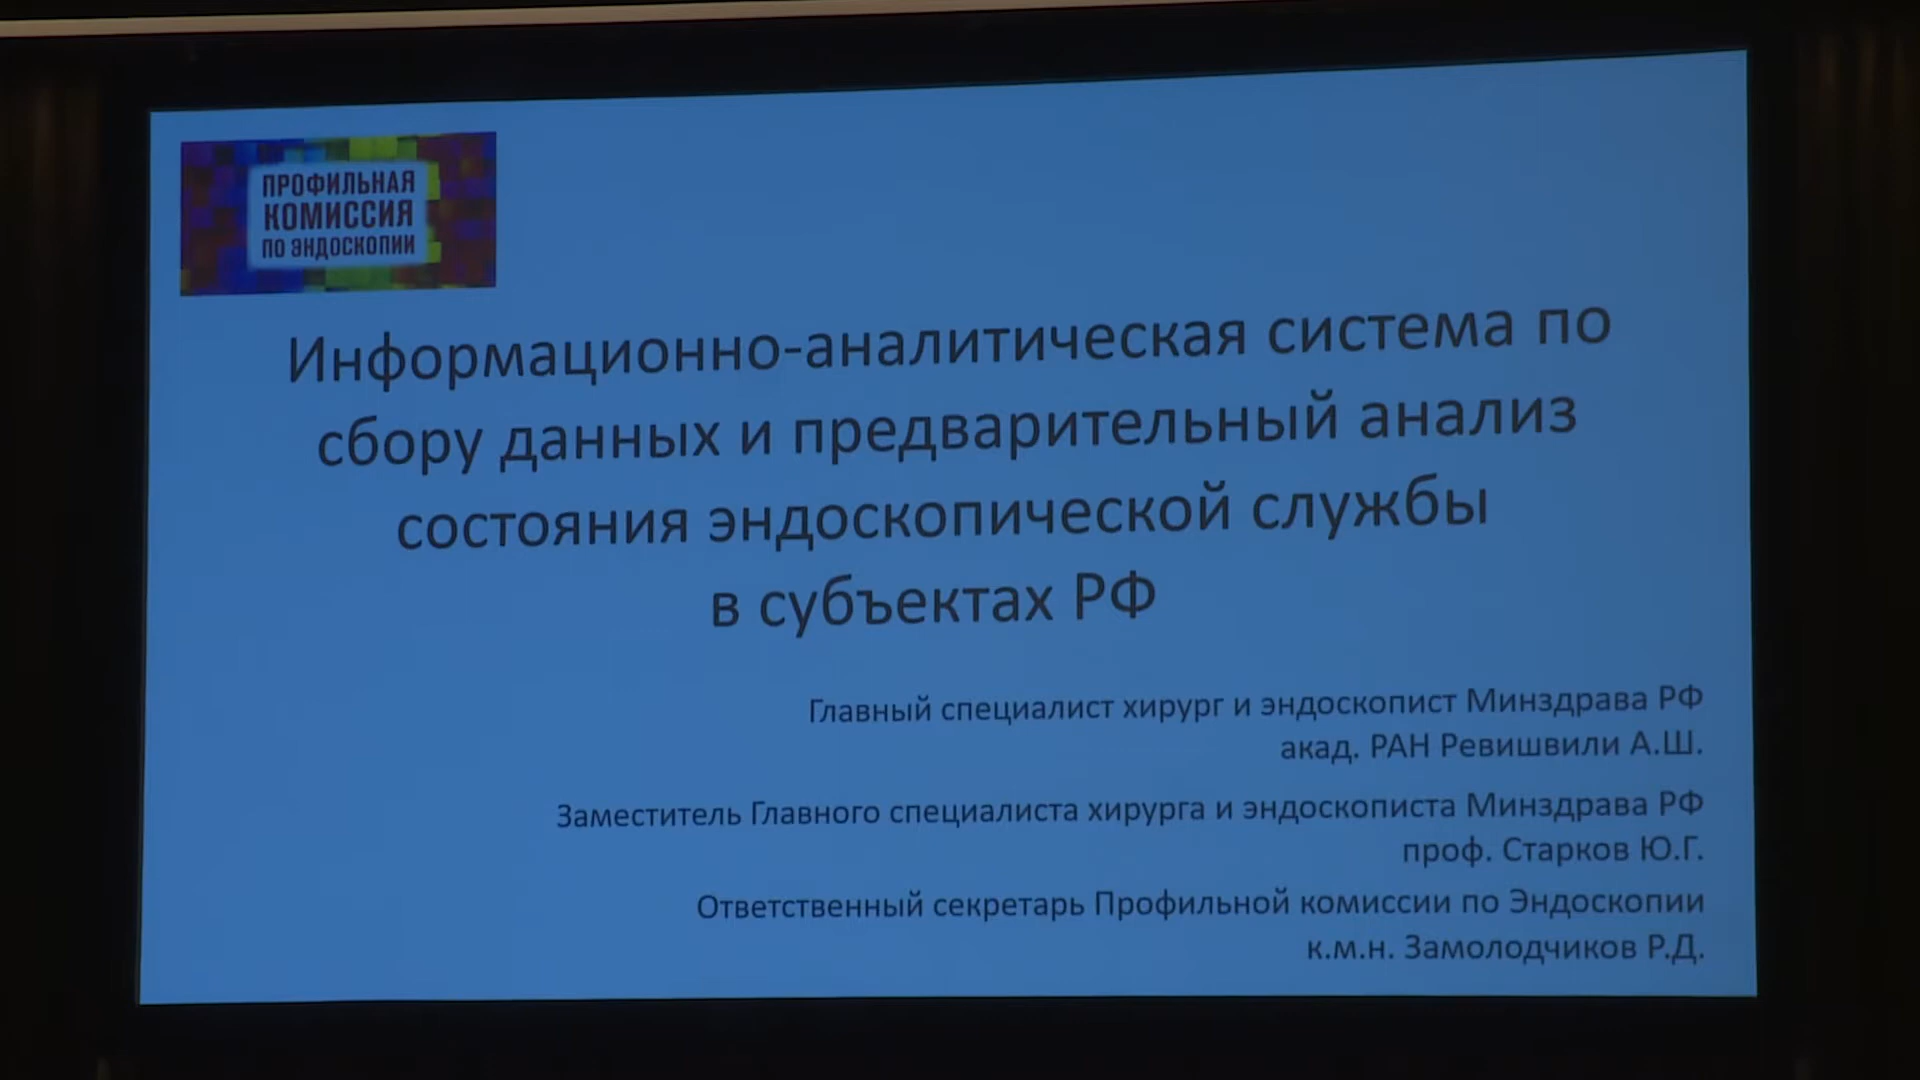 ПРОФИЛЬНАЯ
КОМИССИЯ
ПО ЭНДОСКОПИИ
Информационно-аналитическая система по
сбору данных и предварительный анализ
состояния эндоскопической службы
в субъектах РФ
Главный специалист хирург и эндоскопист Минздрава РФ
акад. РАН Ревишвили А.Ш.
Заместитель Главного специалиста хирурга и эндоскописта Минздрава РФ
проф. Старков Ю.Г.
Ответственный секретарь Профильной комиссии по Эндоскопии
к.м.н. Замолодчиков Р.Д.